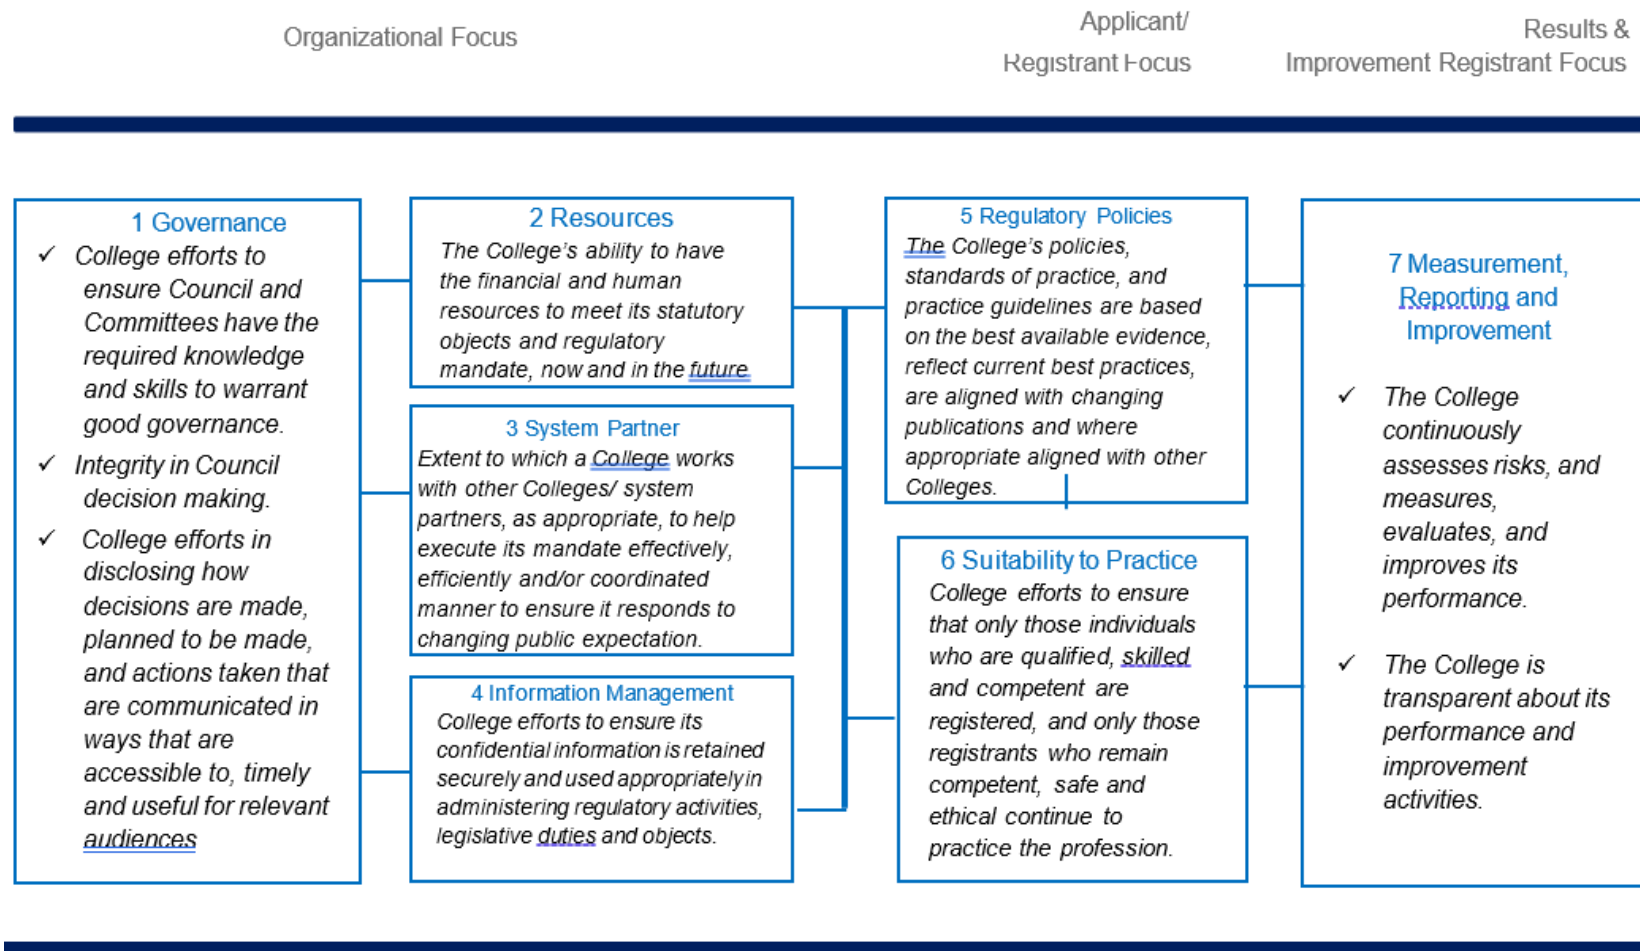 Organizational Focus
Applicant/
Registrant Focus
Results &
Improvement Registrant Focus
1 Governance
✓ College efforts to
ensure Council and
Committees have the
required knowledge
and skills to warrant
good governance.
✓ Integrity in Council
decision making.
✓ College efforts in
disclosing how
decisions are made,
planned to be made,
and actions taken that
are communicated in
ways that are
accessible to, timely
and useful for relevant
audiences
2 Resources
The College's ability to have
the financial and human
resources to meet its statutory
objects and regulatory
mandate, now and in the future
3 System Partner
Extent to which a College works
with other Colleges/ system
partners, as appropriate, to help
execute its mandate effectively,
efficiently and/or coordinated
manner to ensure it responds to
changing public expectation.
4 Information Management
College efforts to ensure its
confidential information is retained
securely and used appropriately in
administering regulatory activities,
legislative duties and objects.
5 Regulatory Policies
The College's policies,
standards of practice, and
practice guidelines are based
on the best available evidence,
reflect current best practices,
are aligned with changing
publications and where
appropriate aligned with other
Colleges.
6 Suitability to Practice
College efforts to ensure
that only those individuals
who are qualified, skilled
and competent are
registered, and only those
registrants who remain
competent, safe and
ethical continue to
practice the profession.
7 Measurement,
Reporting and
Improvement
✓ The College
continuously
assesses risks, and
measures,
evaluates, and
improves its
performance.
✓ The College is
transparent about its
performance and
improvement
activities.